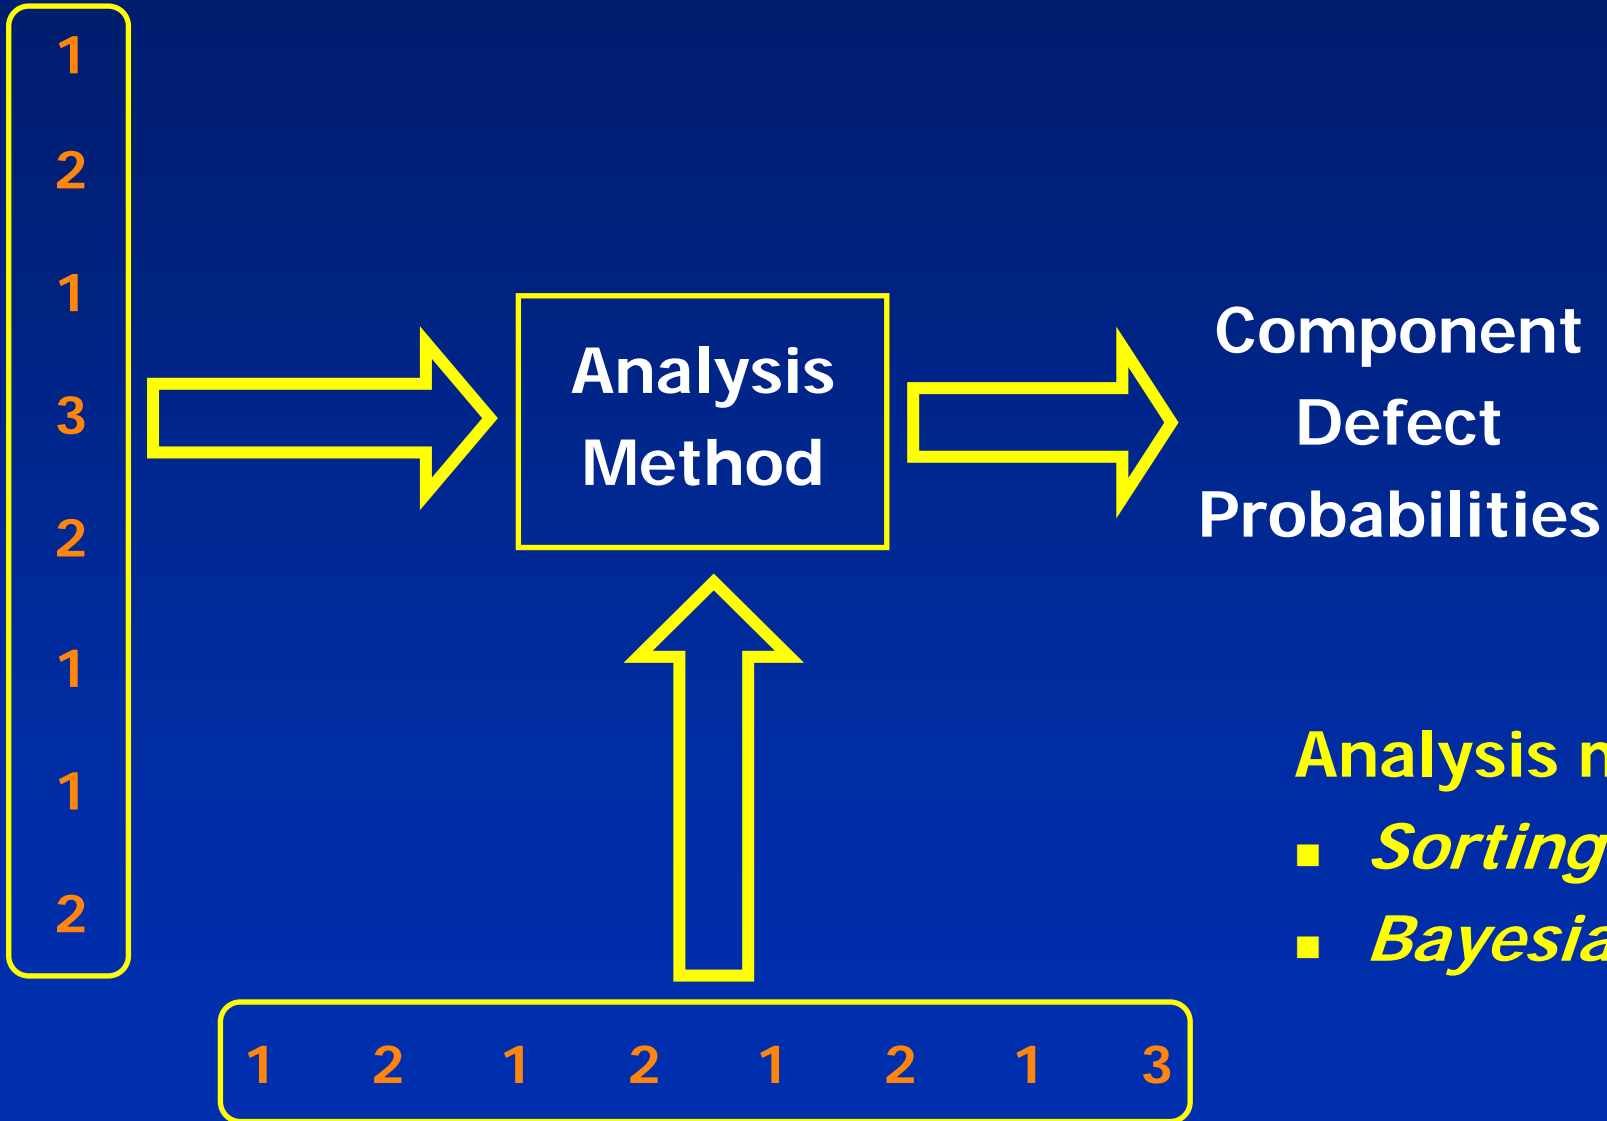 1
2
1
3
2
1
1
2
Analysis
Method
Component
Defect
Probabilities
Analysis
Sorting
1 2 1 2 1 2 1 3